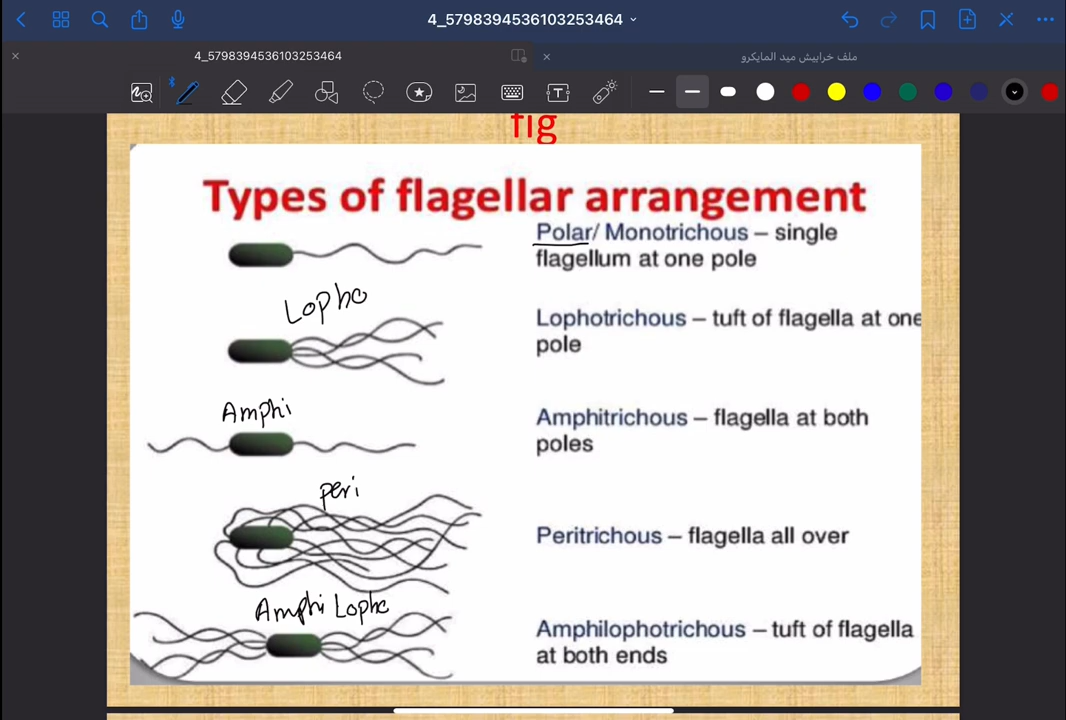 4_5798394536103253464
4_5798394536103253464
ملف خرابيش ميد المايكرو
fig
Types of flagellar arrangement
Polar/ Monotrichous – single
flagellum at one pole
Lopho
Lophotrichous – tuft of flagella at one
pole
Amphi
Amphitrichous – flagella at both
poles
peri
Peritrichous – flagella all over
Amphi Lopho
Amphilophotrichous – tuft of flagella
at both ends